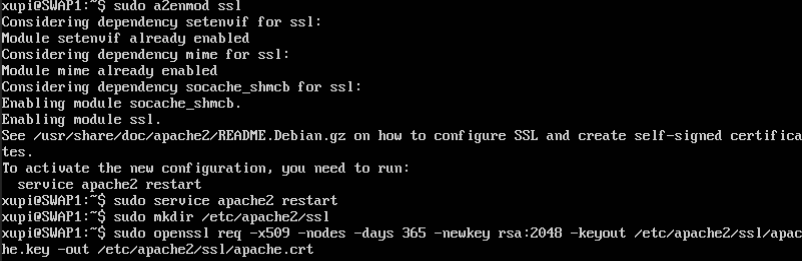 xupi@SWAP1:~$ sudo a2enmod ssl
Considering dependency setenvif for ssl:
Module setenvif already enabled
Considering dependency mime for ssl:
Module mime already enabled
Considering dependency socache_shmcb for ssl:
Enabling module socache_shmcb.
Enabling module ssl.
See /usr/share/doc/apache2/README.Debian.gz on how to configure SSL and create self-signed certifica
tes.
To activate the new configuration, you need to run:
  service apache2 restart
xupi@SWAP1:~$ sudo service apache2 restart
xupi@SWAP1:~$ sudo mkdir /etc/apache2/ssl
xupi@SWAP1:~$ sudo openssl req -x509 -nodes -days 365 -newkey rsa:2048 -keyout /etc/apache2/ssl/apac
he.key -out /etc/apache2/ssl/apache.crt